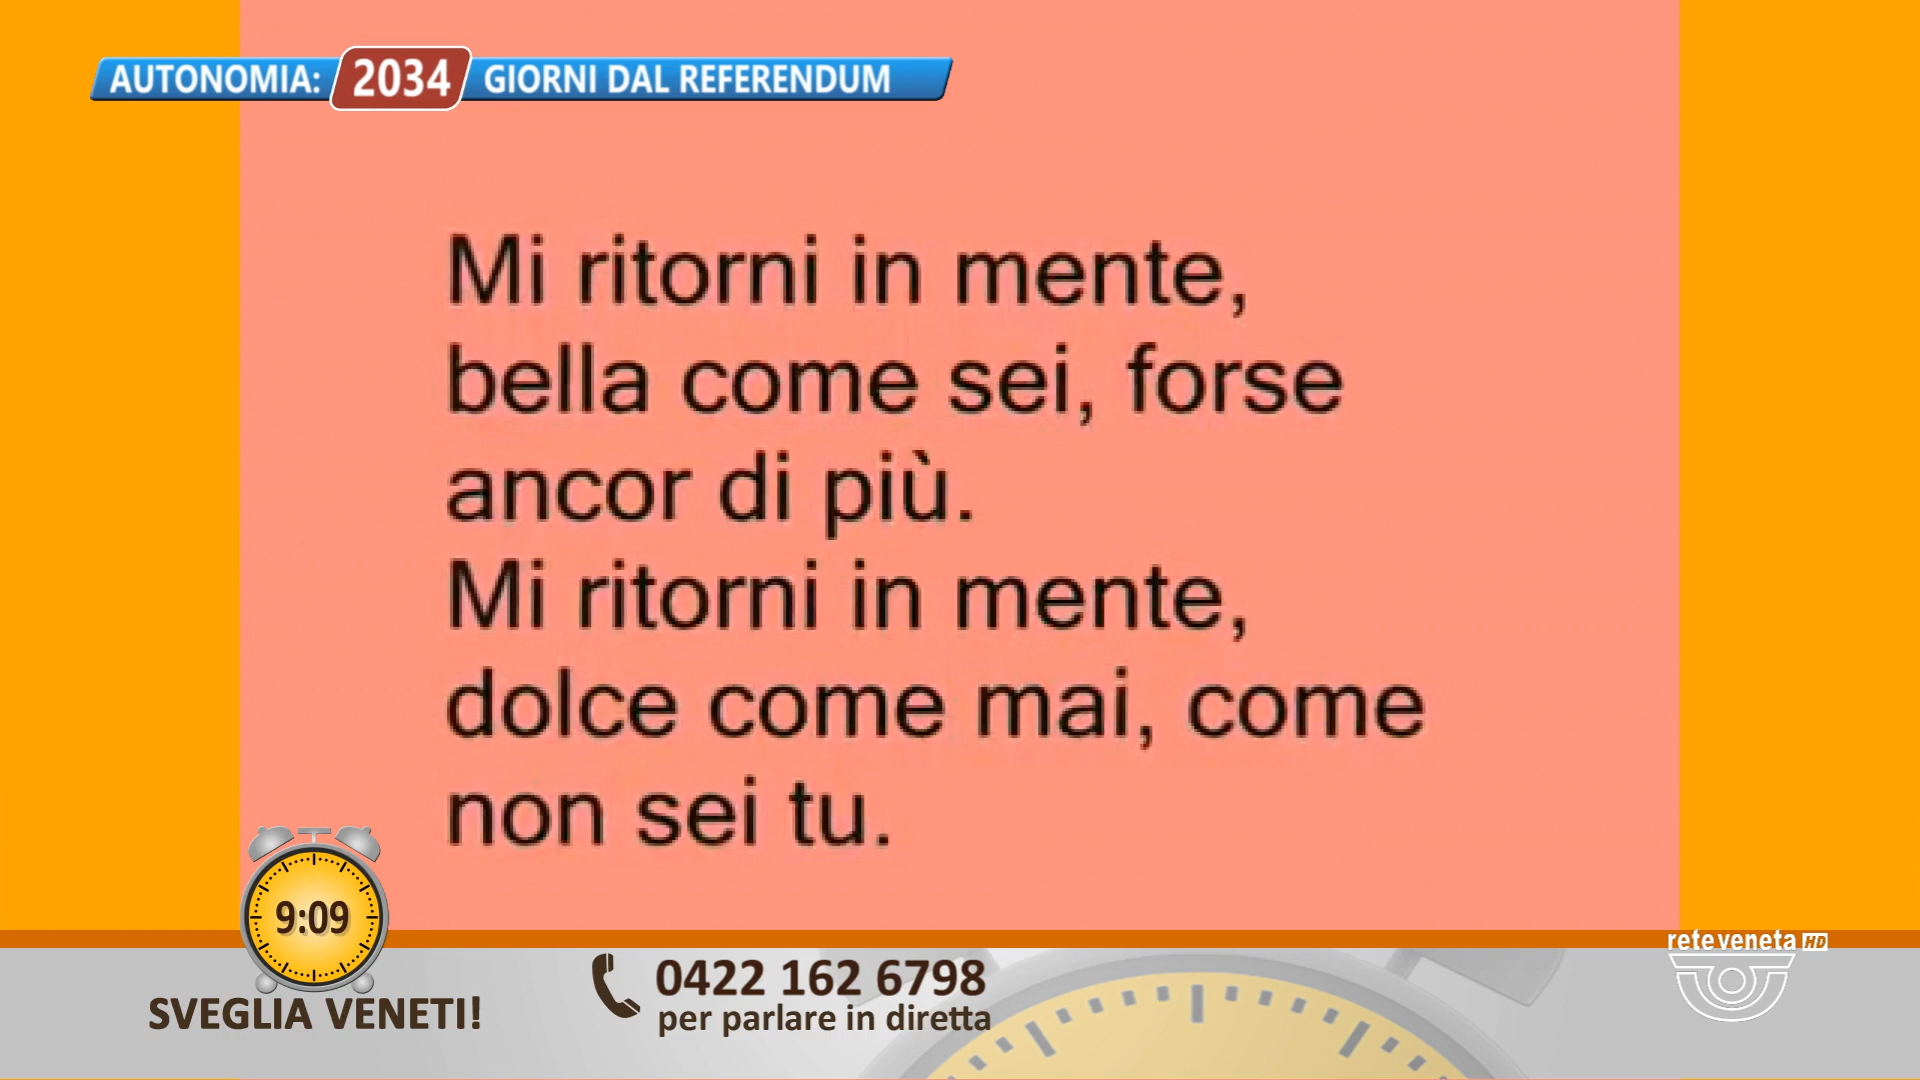 AUTONOMIA: 2034 GIORNI DAL REFERENDUM
Mi ritorni in mente,
bella come sei, forse
ancor di più.
Mi ritorni in mente,
dolce come mai, come
non sei tu.
9:09
SVEGLIA VENETI!
0422 162 6798
per parlare in diretta
reteveneta HD